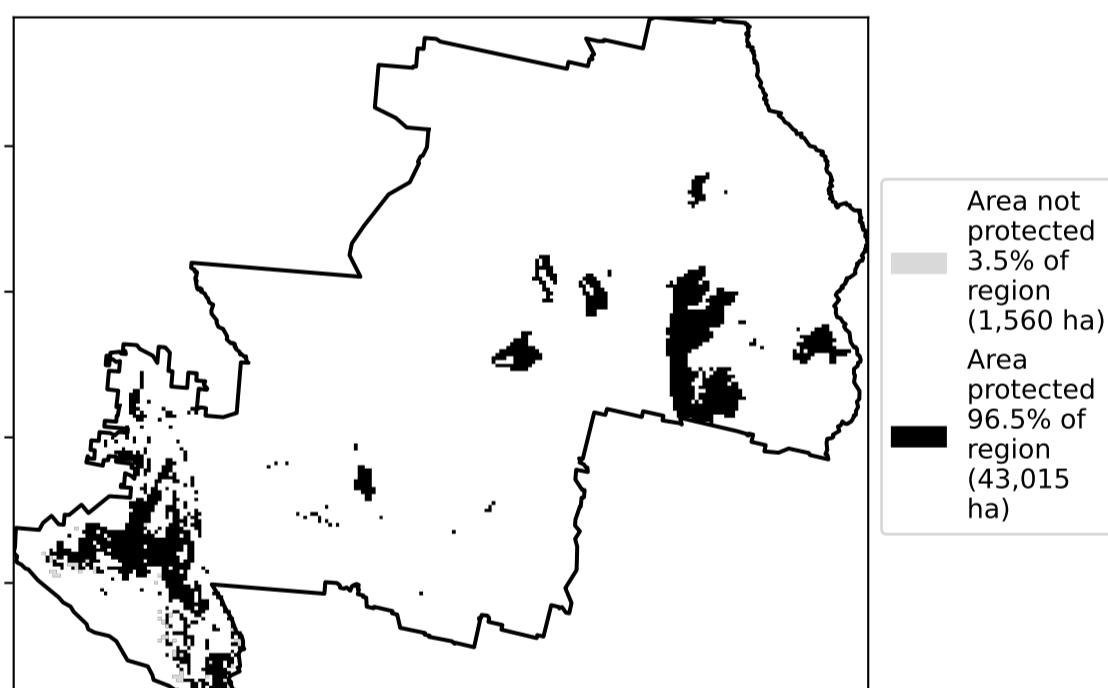 Area not
protected
3.5% of
region
(1,560 ha)
Area
protected
96.5% of
region
(43,015
ha)